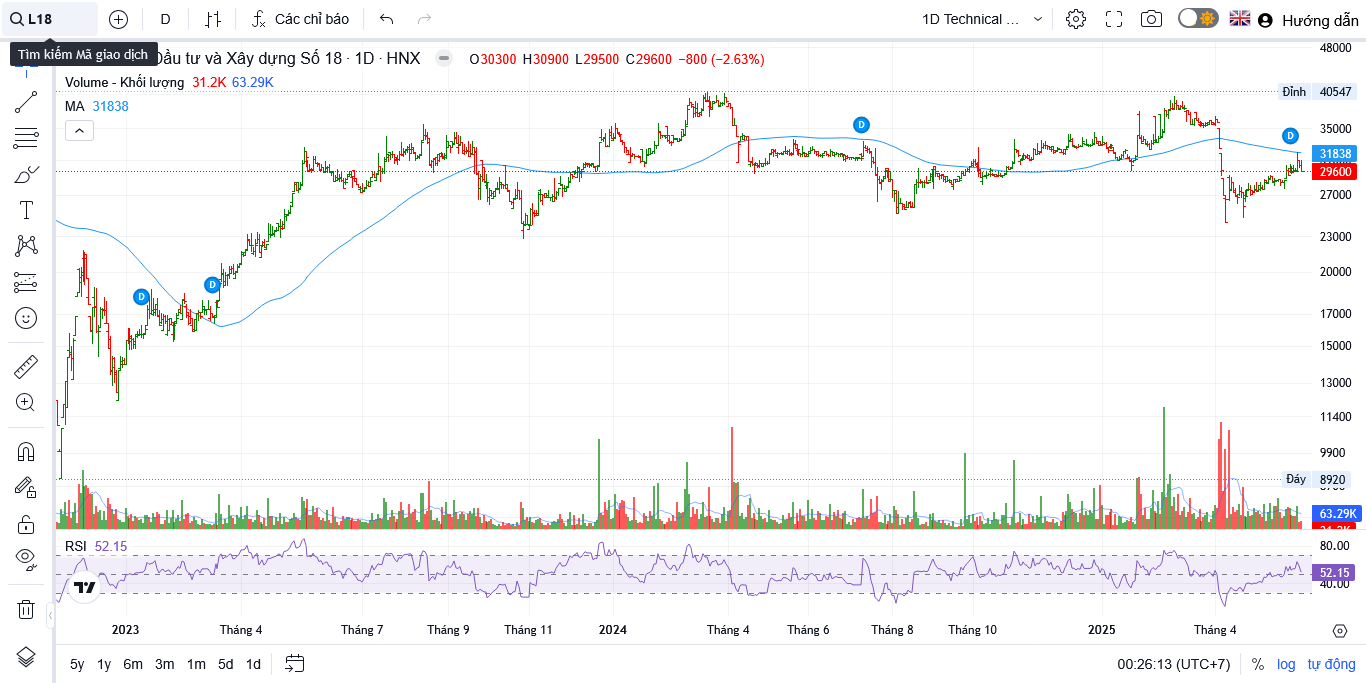 L18
D
Các chỉ báo
1D Technical ...
Hướng dẫn
Tìm kiếm Mã giao dịch
Đầu tư và Xây dựng Số 18 · 1D · HNX
O30300 H30900 L29500 C29600 −800 (−2.63%)
Volume - Khối lượng 31.2K 63.29K
MA 31838
D
D
D
D
48000
Đỉnh 40547
35000
31838
29600
27000
23000
20000
17000
15000
13000
11400
9900
Đáy 8920
63.29K
RSI 52.15
80.00
52.15
40.00
2023 Tháng 4 Tháng 7 Tháng 9 Tháng 11 2024 Tháng 4 Tháng 6 Tháng 8 Tháng 10 2025 Tháng 4
5y 1y 6m 3m 1m 5d 1d
00:26:13 (UTC+7) % log tự động